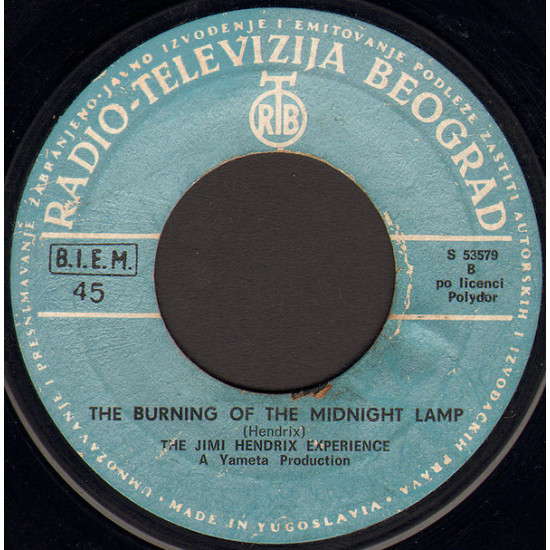 UMNOŽAVANJE I PRESNIMAVANJE ZABRANJENO-JAVNO IZVOĐENJE I EMITOVANJE PODLEŽE ZAŠTITI AUTORSKIH I IZVOĐAČKIH PRAVA
RADIO-TELEVIZIJA BEOGRAD
RTB
B.I.E.M.
45
S 53579
B
po licenci
Polydor
THE BURNING OF THE MIDNIGHT LAMP
(Hendrix)
THE JIMI HENDRIX EXPERIENCE
A Yameta Production
MADE IN YUGOSLAVIA